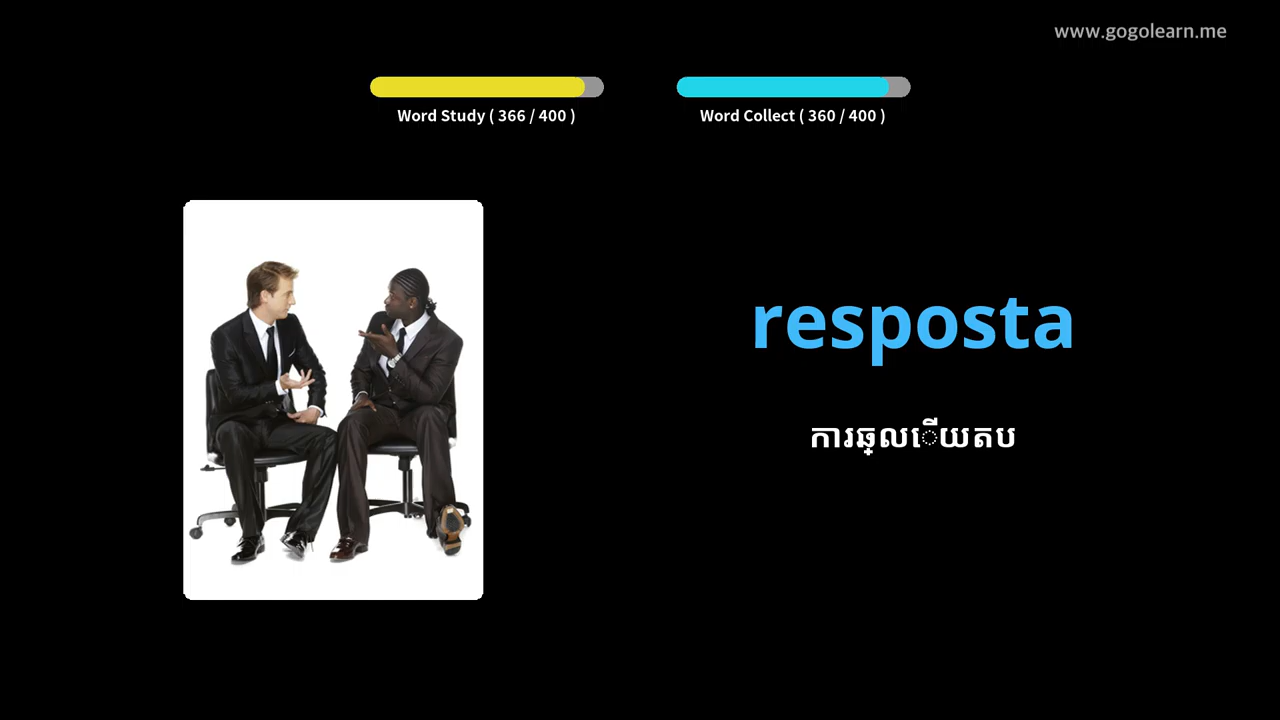 www.gogolearn.me
Word Study ( 366 / 400 )
Word Collect ( 360 / 400 )
resposta
ការឆ្លើយតប